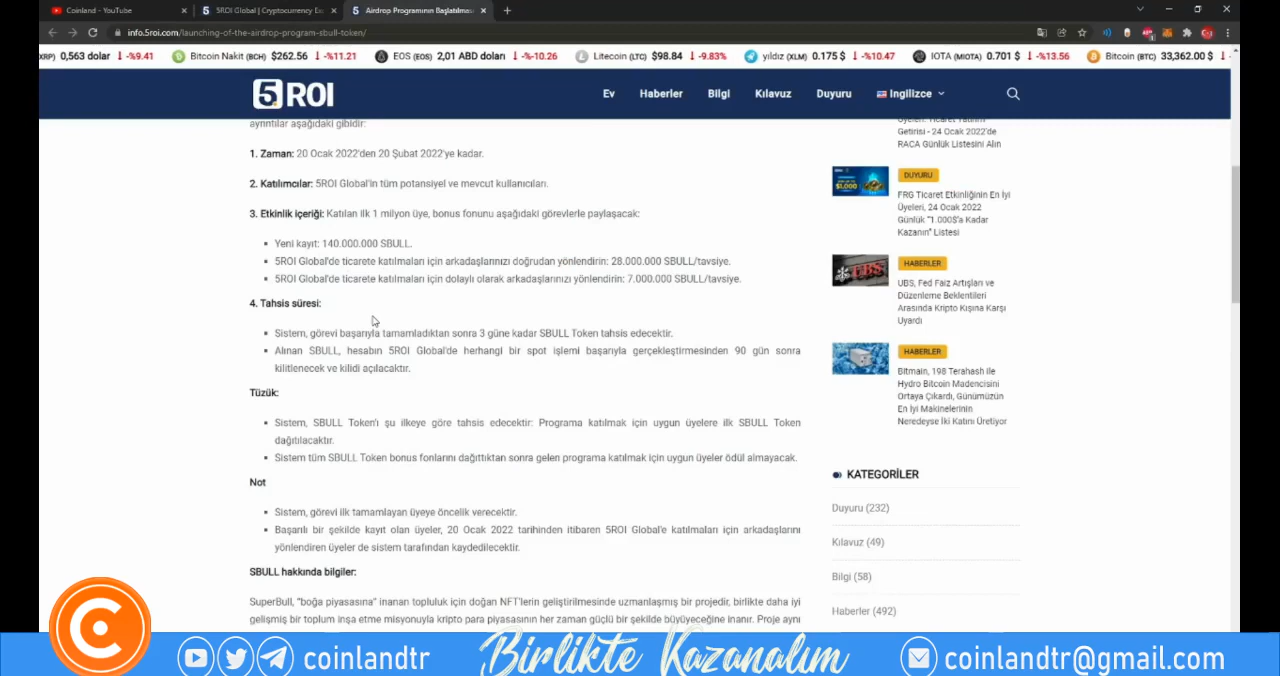 Coinland - YouTube
5ROI Global | Cryptocurrency Ex
Airdrop Programının Başlatılması
info.5roi.com/launching-of-the-airdrop-program-sbull-token/
XRP) 0,563 dolar ↓ -%9.41 Bitcoin Nakit (BCH) $262.56 ↓ -%11.21 EOS (EOS) 2,01 ABD doları ↓ -%-10.26 Litecoin (LTC) $98.84 ↓ -9.83% yıldız (XLM) 0.175 $ ↓ -%10.47 IOTA (MIOTA) 0.701 $ ↓ -%13.56 Bitcoin (BTC) 33,362.00 $ ↓ -
5ROI
Ev Haberler Bilgi Kılavuz Duyuru Ingilizce
ayrıntılar aşağıdaki gibidir:
1. Zaman: 20 Ocak 2022'den 20 Şubat 2022'ye kadar.
2. Katılımcılar: 5ROI Global'in tüm potansiyel ve mevcut kullanıcıları.
3. Etkinlik içeriği: Katılan ilk 1 milyon üye, bonus fonunu aşağıdaki görevlerle paylaşacak:
Yeni kayıt: 140.000.000 SBULL.
5ROI Global'de ticarete katılmaları için arkadaşlarınızı doğrudan yönlendirin: 28.000.000 SBULL/tavsiye.
5ROI Global'de ticarete katılmaları için dolaylı olarak arkadaşlarınızı yönlendirin: 7.000.000 SBULL/tavsiye.
4. Tahsis süresi:
Sistem, görevi başarıyla tamamladıktan sonra 3 güne kadar SBULL Token tahsis edecektir.
Alınan SBULL, hesabın 5ROI Global'de herhangi bir spot işlemi başarıyla gerçekleştirmesinden 90 gün sonra
kilitlenecek ve kilidi açılacaktır.
Tüzük:
Sistem, SBULL Token'ı şu ilkeye göre tahsis edecektir: Programa katılmak için uygun üyelere ilk SBULL Token
dağıtılacaktır.
Sistem tüm SBULL Token bonus fonlarını dağıttıktan sonra gelen programa katılmak için uygun üyeler ödül almayacak.
Not
Sistem, görevi ilk tamamlayan üyeye öncelik verecektir.
Başarılı bir şekilde kayıt olan üyeler, 20 Ocak 2022 tarihinden itibaren 5ROI Global'e katılmaları için arkadaşlarını
yönlendiren üyeler de sistem tarafından kaydedilecektir.
SBULL hakkında bilgiler:
SuperBull, "boğa piyasasına" inanan topluluk için doğan NFT'lerin geliştirilmesinde uzmanlaşmış bir projedir, birlikte daha iyi
gelişmiş bir toplum inşa etme misyonuyla kripto para piyasasının her zaman güçlü bir şekilde büyüyeceğine inanır. Proje aynı
Üyeleri: Ticaret Yatırım
Getirisi - 24 Ocak 2022'de
RACA Günlük Listesini Alın
DUYURU
FRG Ticaret Etkinliğinin En İyi
Üyeleri, 24 Ocak 2022
Günlük "1.000$'a Kadar
Kazanın" Listesi
UBS
HABERLER
UBS, Fed Faiz Artışları ve
Düzenleme Beklentileri
Arasında Kripto Kışına Karşı
Uyardı
HABERLER
Bitmain, 198 Terahash ile
Hydro Bitcoin Madencisini
Ortaya Çıkardı, Günümüzün
En İyi Makinelerinin
Neredeyse İki Katını Üretiyor
KATEGORİLER
Duyuru (232)
Kılavuz (49)
Bilgi (58)
Haberler (492)
coinlandtr Birlikte Kazanalım coinlandtr@gmail.com